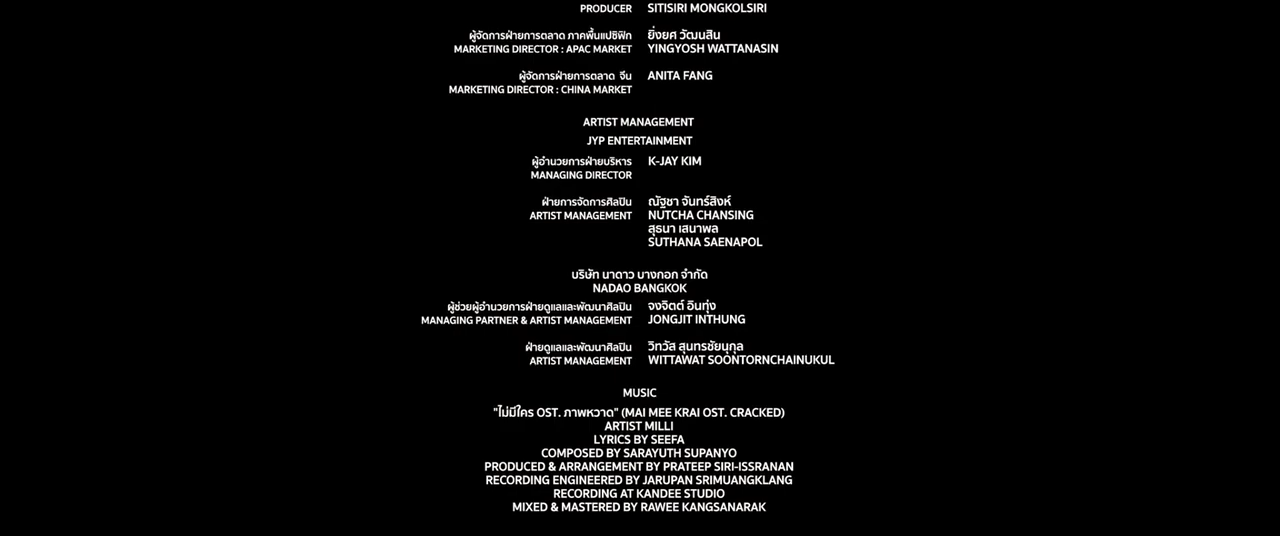 PRODUCER SITISIRI MONGKOLSIRI
ผู้จัดการฝ่ายการตลาด ภาคพื้นแปซิฟิก ยิ่งยศ วัฒนสิน
MARKETING DIRECTOR : APAC MARKET YINGYOSH WATTANASIN
ผู้จัดการฝ่ายการตลาด จีน ANITA FANG
MARKETING DIRECTOR : CHINA MARKET
ARTIST MANAGEMENT
JYP ENTERTAINMENT
ผู้อำนวยการฝ่ายบริหาร K-JAY KIM
MANAGING DIRECTOR
ฝ่ายการจัดการศิลปิน ณัฐชา จันทร์สิงห์
ARTIST MANAGEMENT NUTCHA CHANSING
สุธนา เสนาพล
SUTHANA SAENAPOL
บริษัท นาดาว บางกอก จำกัด
NADAO BANGKOK
ผู้ช่วยผู้อำนวยการฝ่ายดูแลและพัฒนาศิลปิน จงจิตต์ อินทุ่ง
MANAGING PARTNER & ARTIST MANAGEMENT JONGJIT INTHUNG
ฝ่ายดูแลและพัฒนาศิลปิน วิทวัส สุนทรชัยนุกุล
ARTIST MANAGEMENT WITTAWAT SOONTORNCHAINUKUL
MUSIC
"ไม่มีใคร OST. ภาพหวาด" (MAI MEE KRAI OST. CRACKED)
ARTIST MILLI
LYRICS BY SEEFA
COMPOSED BY SARAYUTH SUPANYO
PRODUCED & ARRANGEMENT BY PRATEEP SIRI-ISSRANAN
RECORDING ENGINEERED BY JARUPAN SRIMUANGKLANG
RECORDING AT KANDEE STUDIO
MIXED & MASTERED BY RAWEE KANGSANARAK